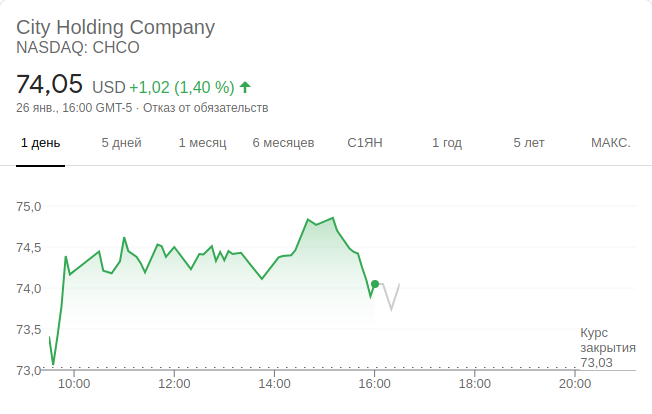 City Holding Company
NASDAQ: CHCO
74,05 USD +1,02 (1,40 %)
26 янв., 16:00 GMT-5 · Отказ от обязательств
1 день 5 дней 1 месяц 6 месяцев С1ЯН 1 год 5 лет МАКС.
75,0
74,5
74,0
73,5
73,0
Курс
закрытия
73,03
10:00 12:00 14:00 16:00 18:00 20:00